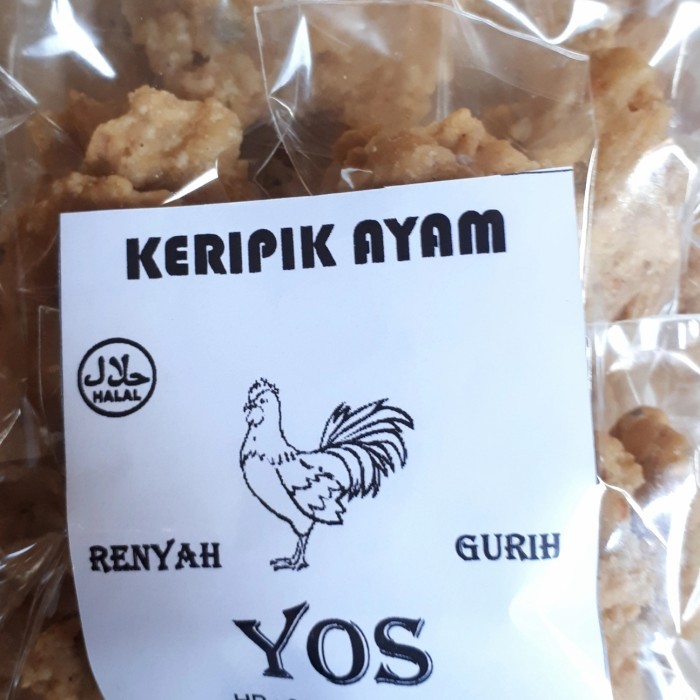 KERIPIK AYAM
حلال
HALAL
RENYAH
GURIH
YOS